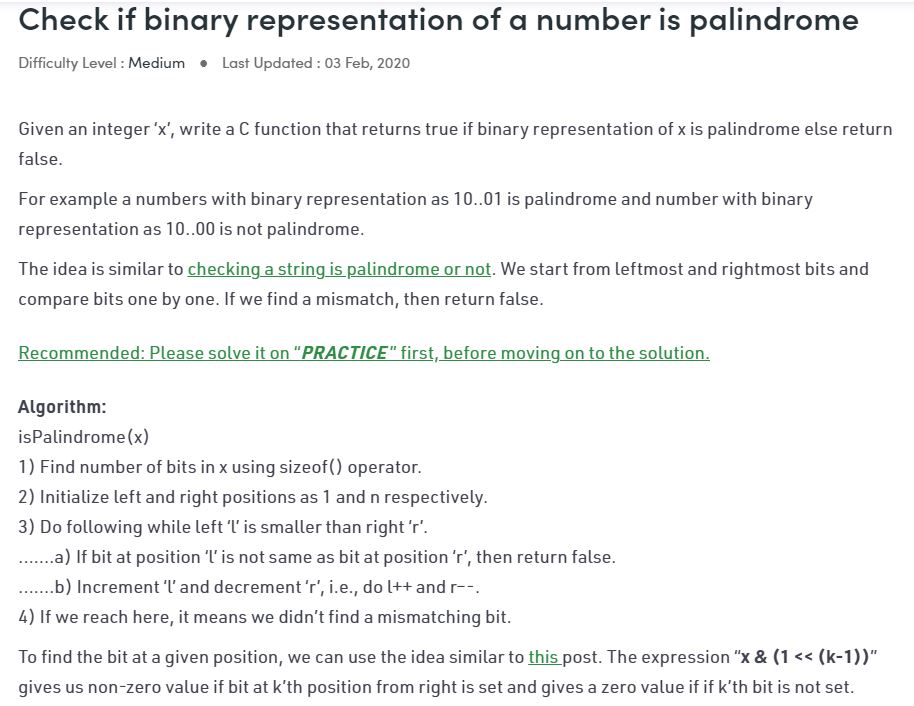 Check if binary representation of a number is palindrome
Difficulty Level : Medium ● Last Updated : 03 Feb, 2020
Given an integer ‘x’, write a C function that returns true if binary representation of x is palindrome else return
false.
For example a numbers with binary representation as 10..01 is palindrome and number with binary
representation as 10..00 is not palindrome.
The idea is similar to checking a string is palindrome or not. We start from leftmost and rightmost bits and
compare bits one by one. If we find a mismatch, then return false.
Recommended: Please solve it on “PRACTICE” first, before moving on to the solution.
Algorithm:
isPalindrome(x)
1) Find number of bits in x using sizeof() operator.
2) Initialize left and right positions as 1 and n respectively.
3) Do following while left ‘l’ is smaller than right ‘r’.
.......a) If bit at position ‘l’ is not same as bit at position ‘r’, then return false.
.......b) Increment ‘l’ and decrement ‘r’, i.e., do l++ and r--.
4) If we reach here, it means we didn’t find a mismatching bit.
To find the bit at a given position, we can use the idea similar to this post. The expression “x & (1 << (k-1))”
gives us non-zero value if bit at k’th position from right is set and gives a zero value if if k’th bit is not set.